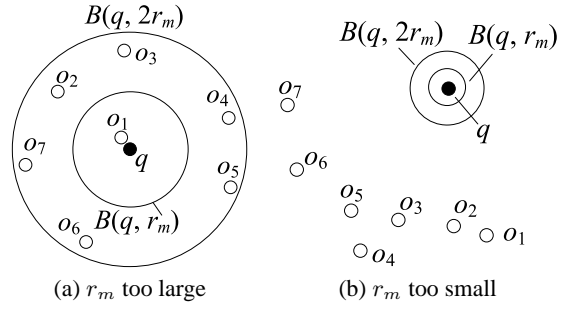 B(q, 2r_m)
o_3
o_2
o_4
o_1
o_7
q
o_5
B(q, r_m)
o_6
(a) r_m too large
B(q, 2r_m)
B(q, r_m)
o_7
q
o_6
o_5
o_3
o_2
o_1
o_4
(b) r_m too small